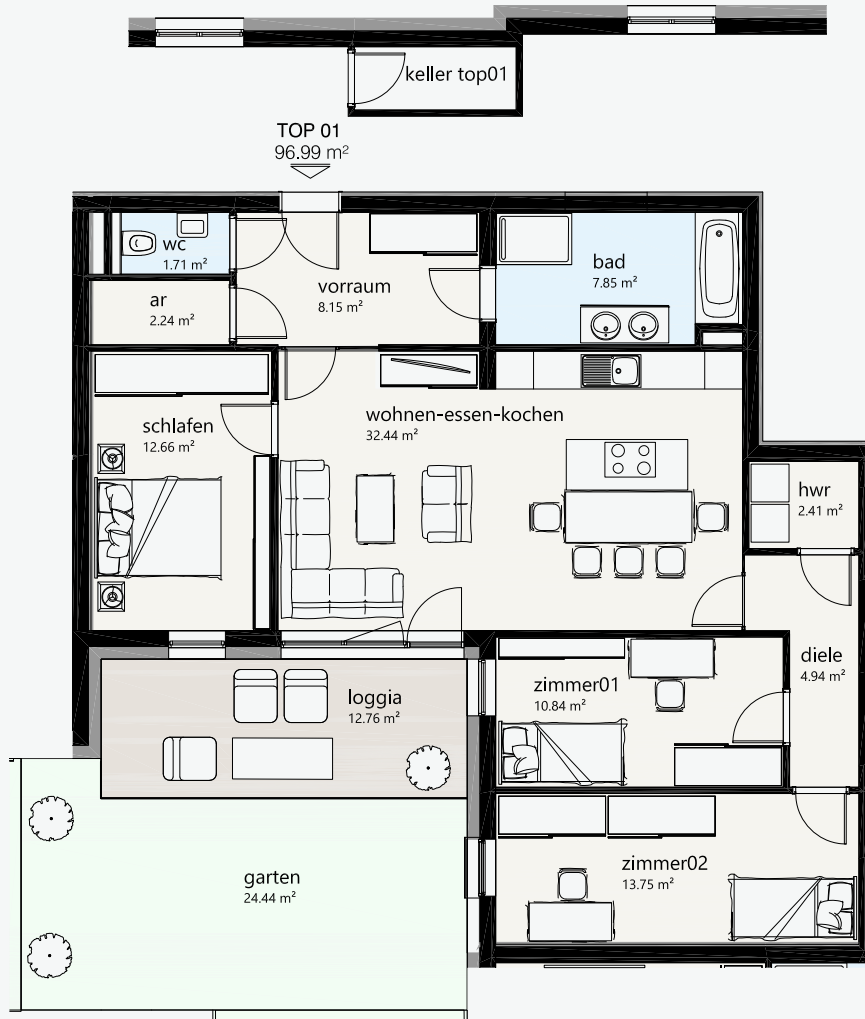 keller top01
TOP 01
96.99 m²
wc
1.71 m²
bad
7.85 m²
vorraum
8.15 m²
ar
2.24 m²
schlafen
12.66 m²
wohnen-essen-kochen
32.44 m²
hwr
2.41 m²
diele
4.94 m²
zimmer01
10.84 m²
loggia
12.76 m²
zimmer02
13.75 m²
garten
24.44 m²